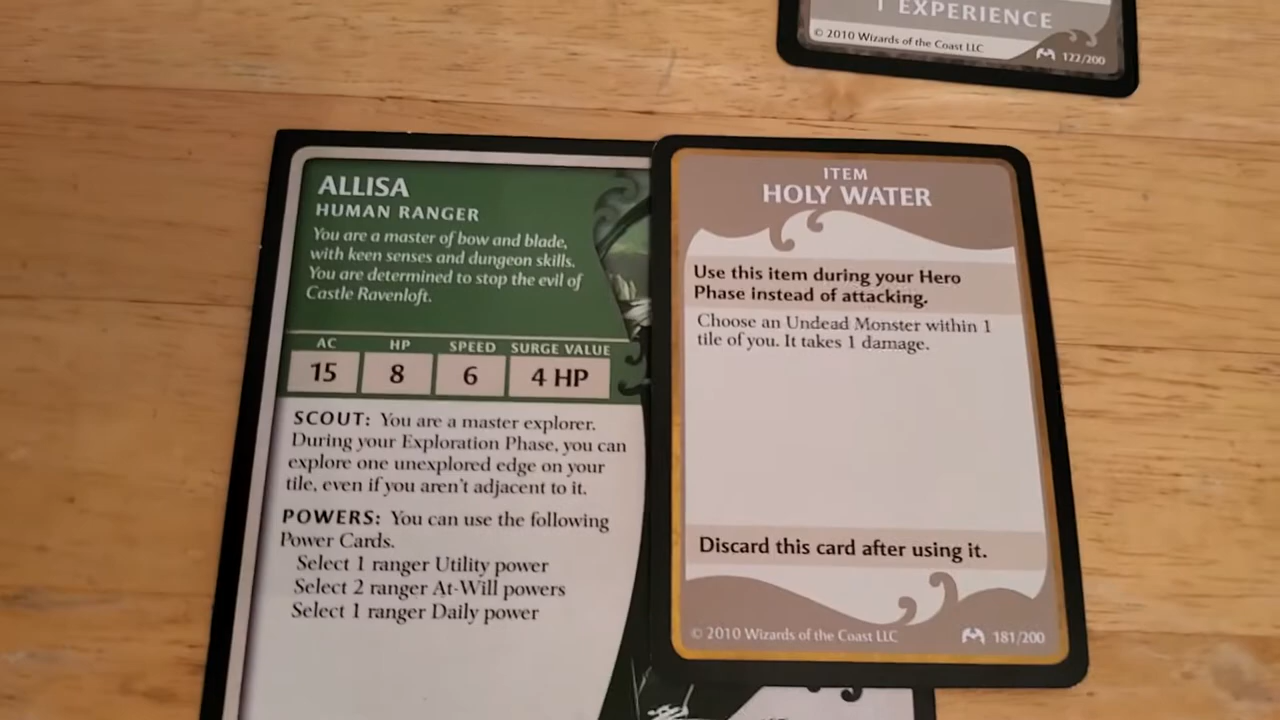 1 EXPERIENCE
© 2010 Wizards of the Coast LLC
122/200
ALLISA
HUMAN RANGER
You are a master of bow and blade,
with keen senses and dungeon skills.
You are determined to stop the evil of
Castle Ravenloft.
AC HP SPEED SURGE VALUE
15 8 6 4 HP
SCOUT: You are a master explorer.
During your Exploration Phase, you can
explore one unexplored edge on your
tile, even if you aren't adjacent to it.
POWERS: You can use the following
Power Cards.
Select 1 ranger Utility power
Select 2 ranger At-Will powers
Select 1 ranger Daily power
ITEM
HOLY WATER
Use this item during your Hero
Phase instead of attacking.
Choose an Undead Monster within 1
tile of you. It takes 1 damage.
Discard this card after using it.
© 2010 Wizards of the Coast LLC
181/200